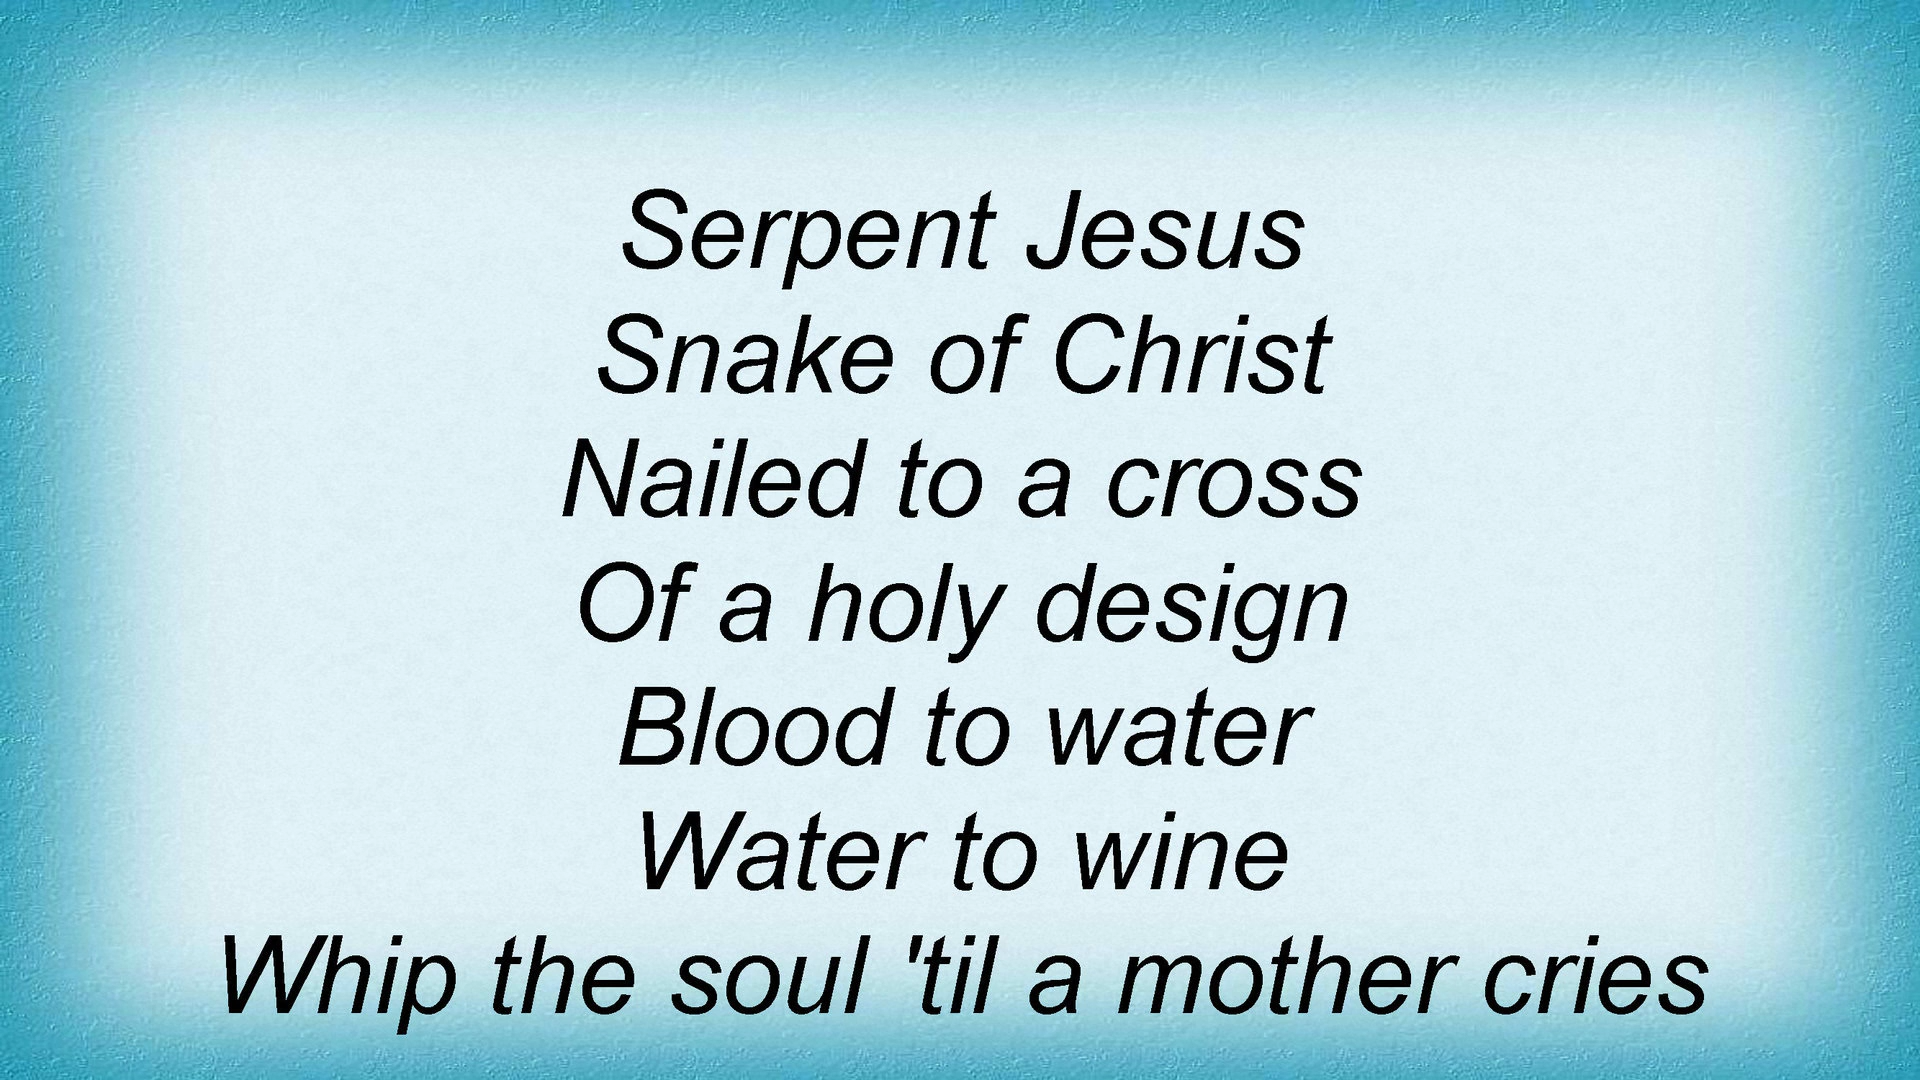 Serpent Jesus
Snake of Christ
Nailed to a cross
Of a holy design
Blood to water
Water to wine
Whip the soul 'til a mother cries